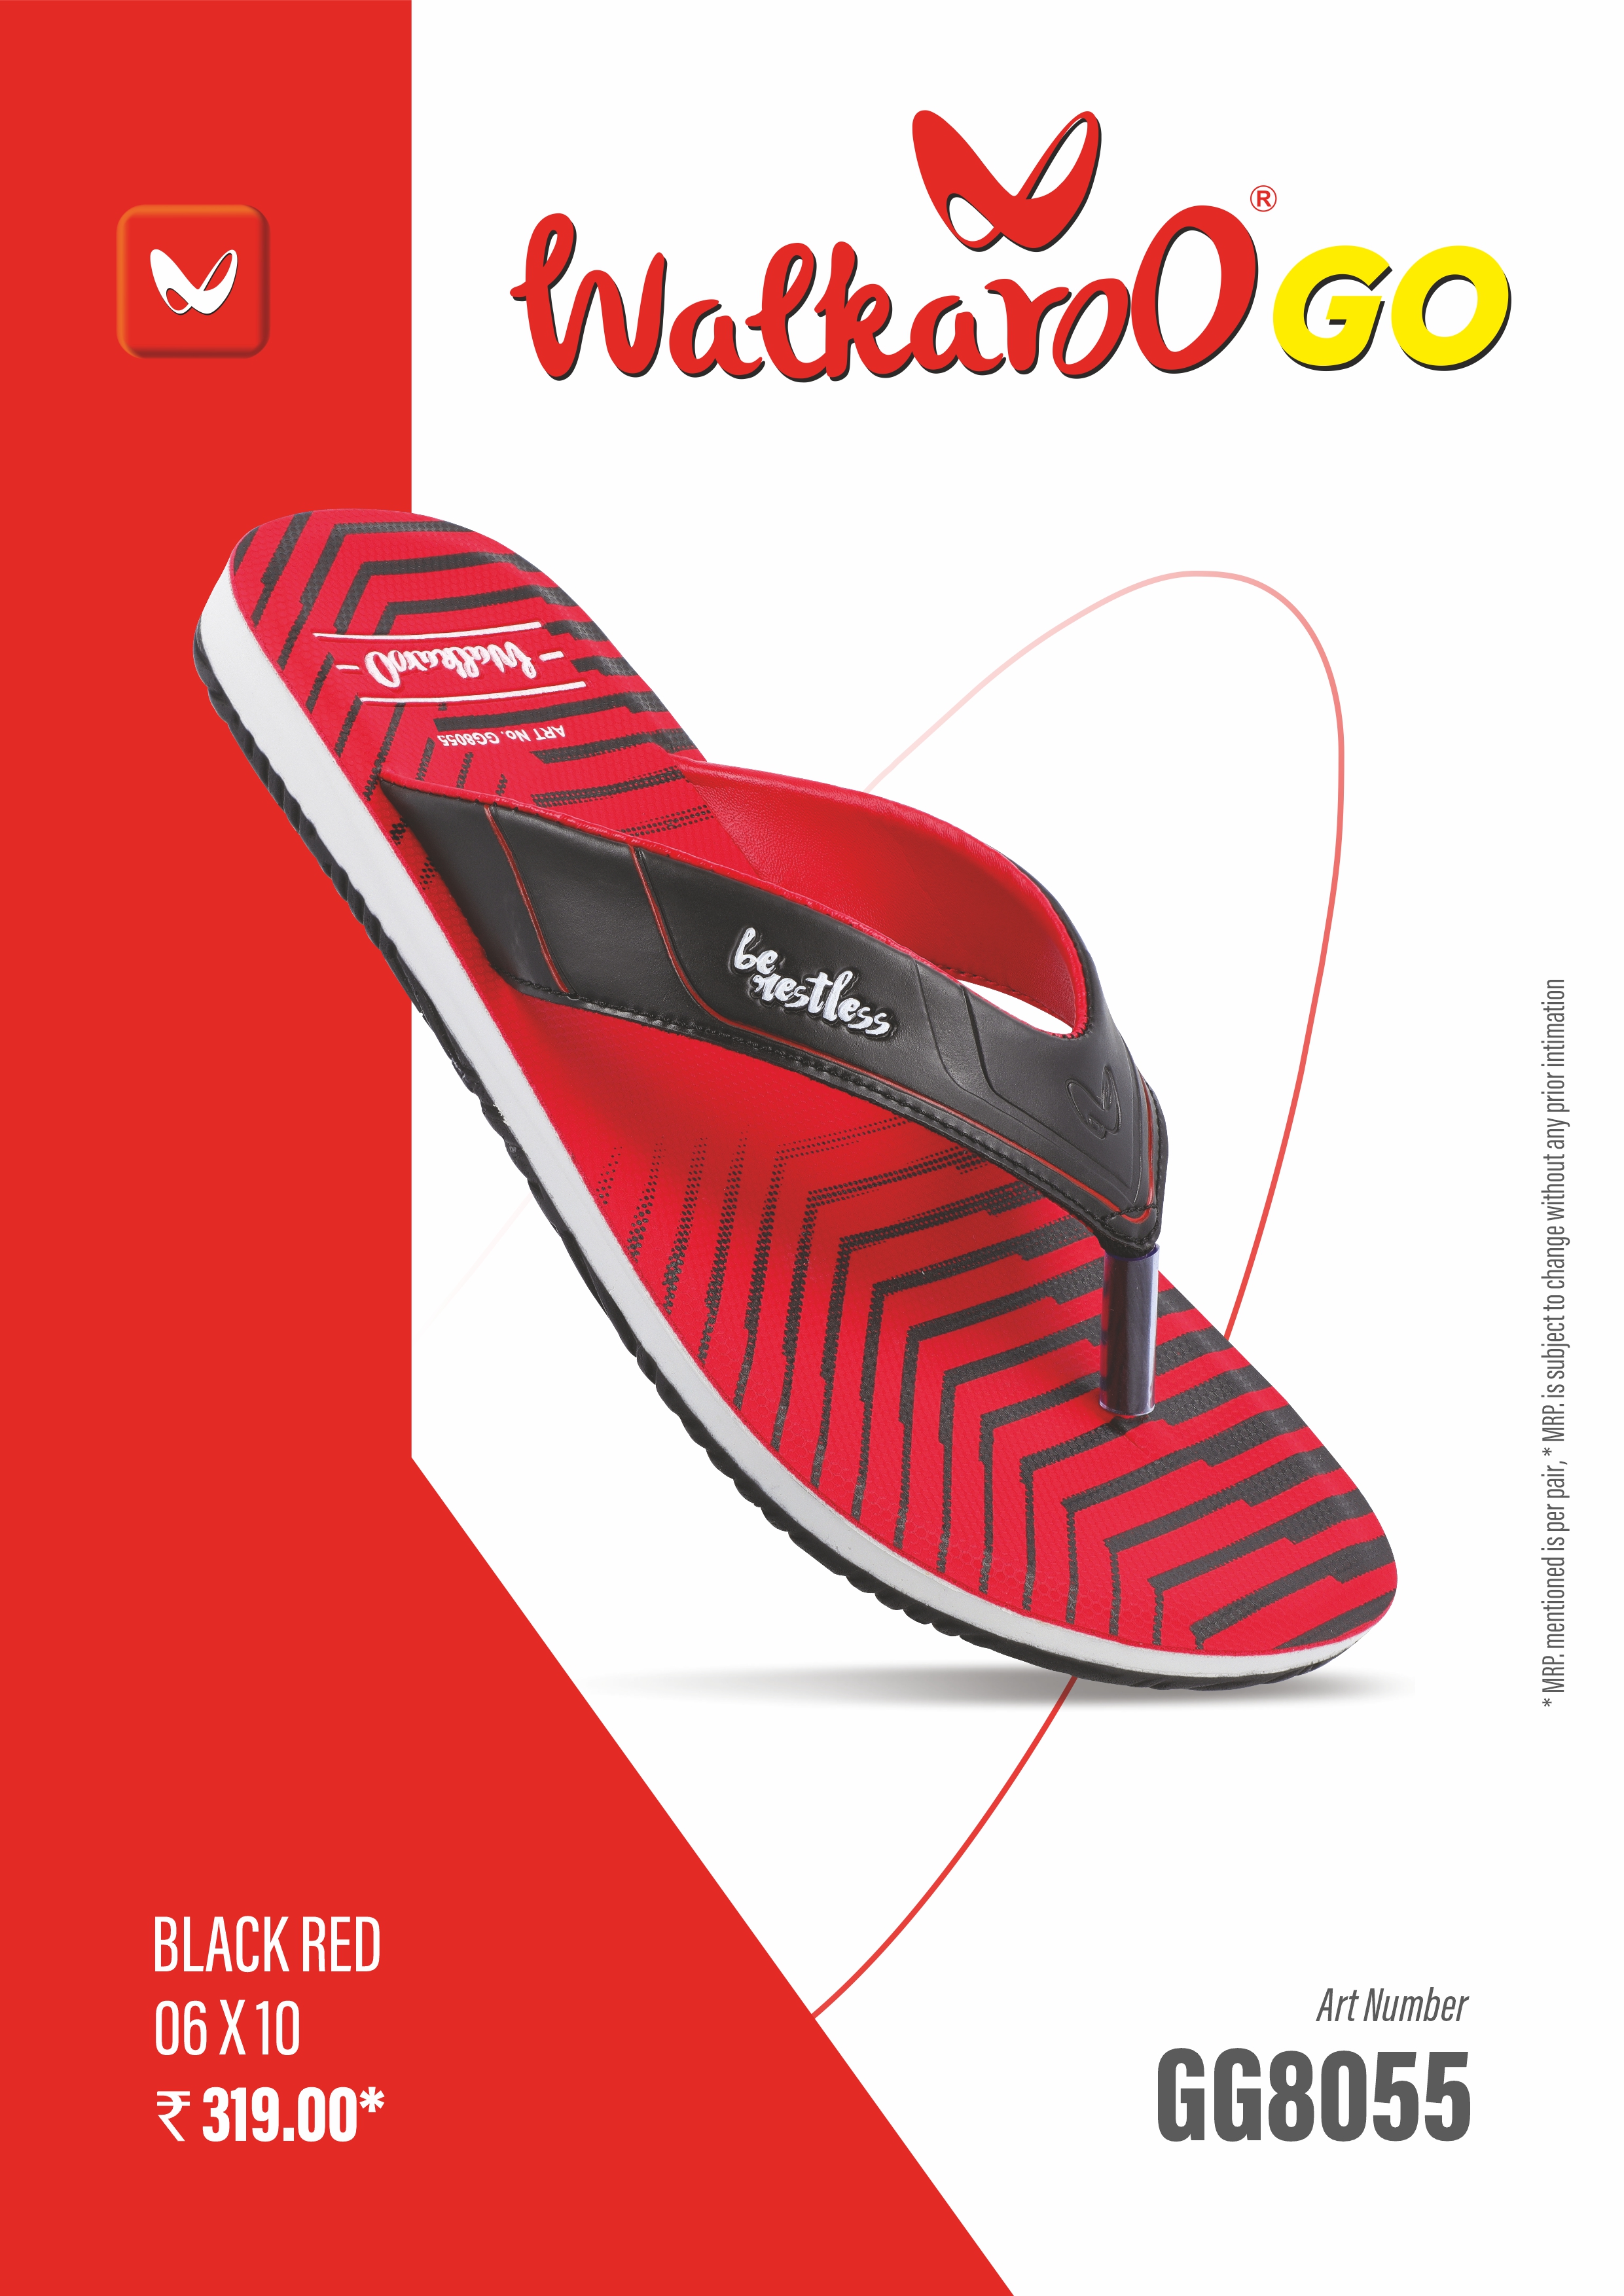 Walkaroo® GO
Walkaroo
ART No. GG8055
be
restless
* MRP. mentioned is per pair, * MRP. is subject to change without any prior intimation
BLACK RED
06 X 10
₹ 319.00*
Art Number
GG8055